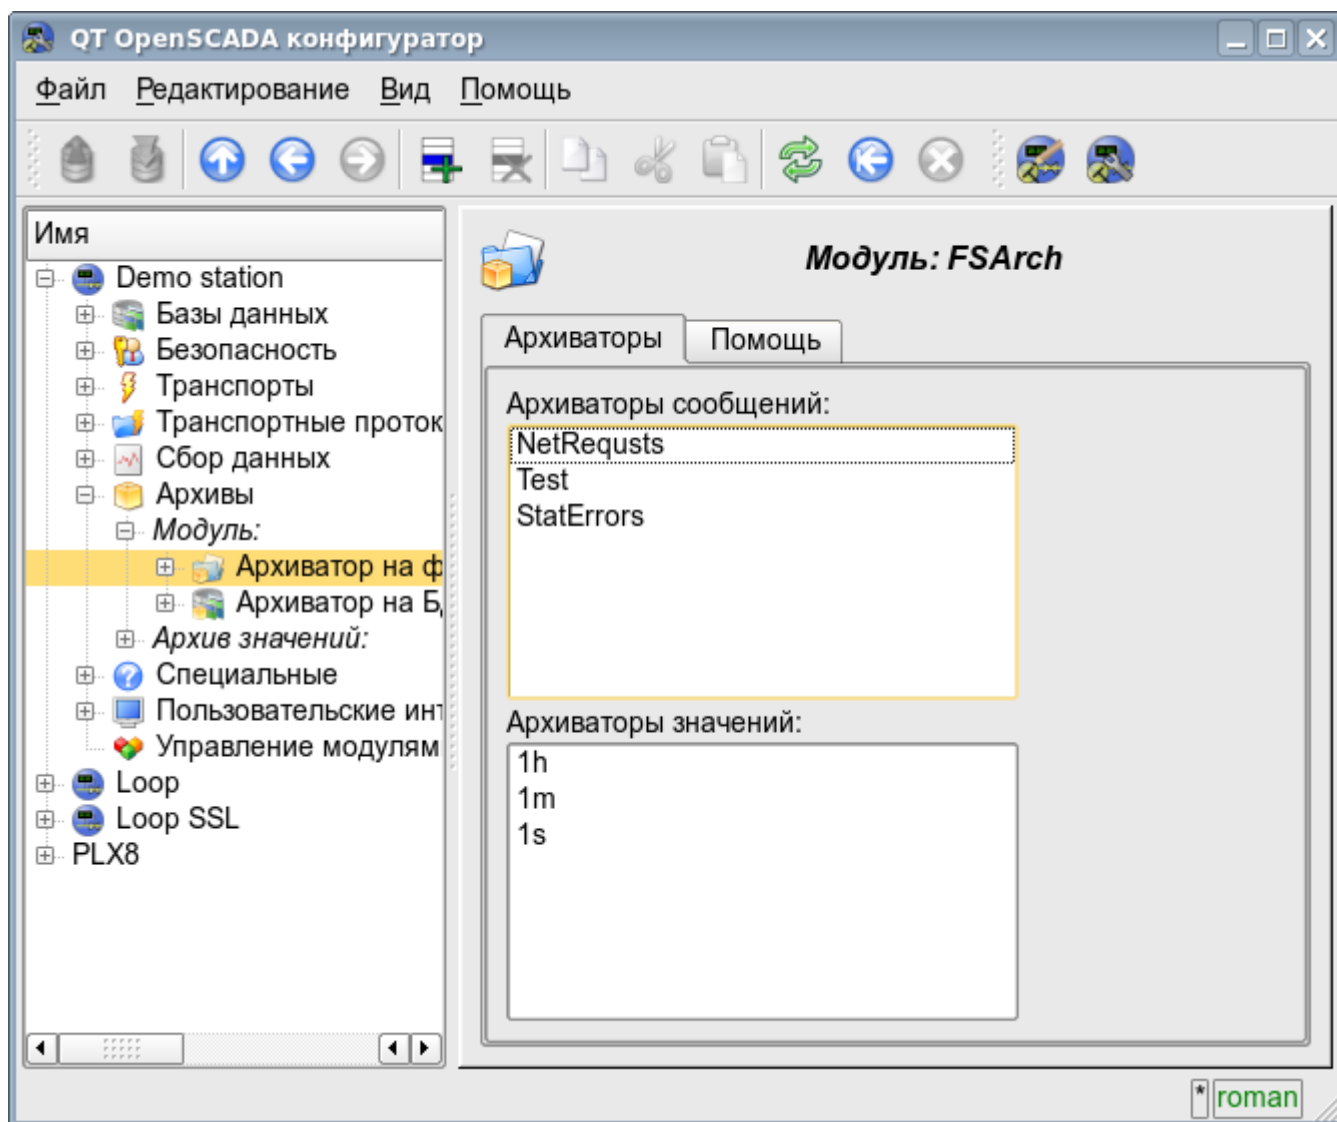 QT OpenSCADA конфигуратор
Файл Редактирование Вид Помощь
Имя
Demo station
Базы данных
Безопасность
Транспорты
Транспортные проток
Сбор данных
Архивы
Модуль:
Архиватор на ф
Архиватор на Б
Архив значений:
Специальные
Пользовательские инт
Управление модулям
Loop
Loop SSL
PLX8
Модуль: FSArch
Архиваторы Помощь
Архиваторы сообщений:
NetRequsts
Test
StatErrors
Архиваторы значений:
1h
1m
1s
* roman